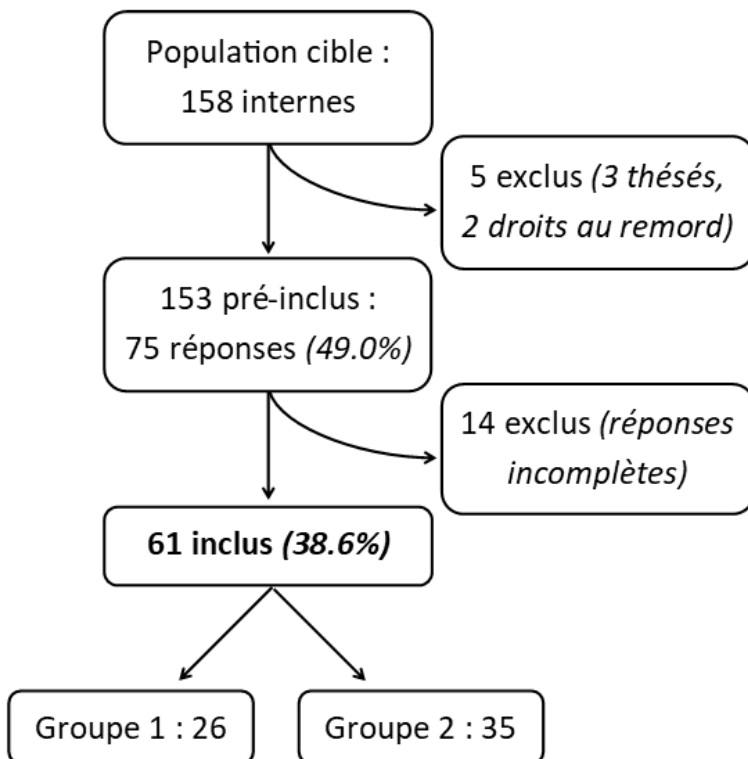 Population cible :
158 internes
5 exclus (3 thésés,
2 droits au remord)
153 pré-inclus :
75 réponses (49.0%)
14 exclus (réponses
incomplètes)
61 inclus (38.6%)
Groupe 1 : 26
Groupe 2 : 35